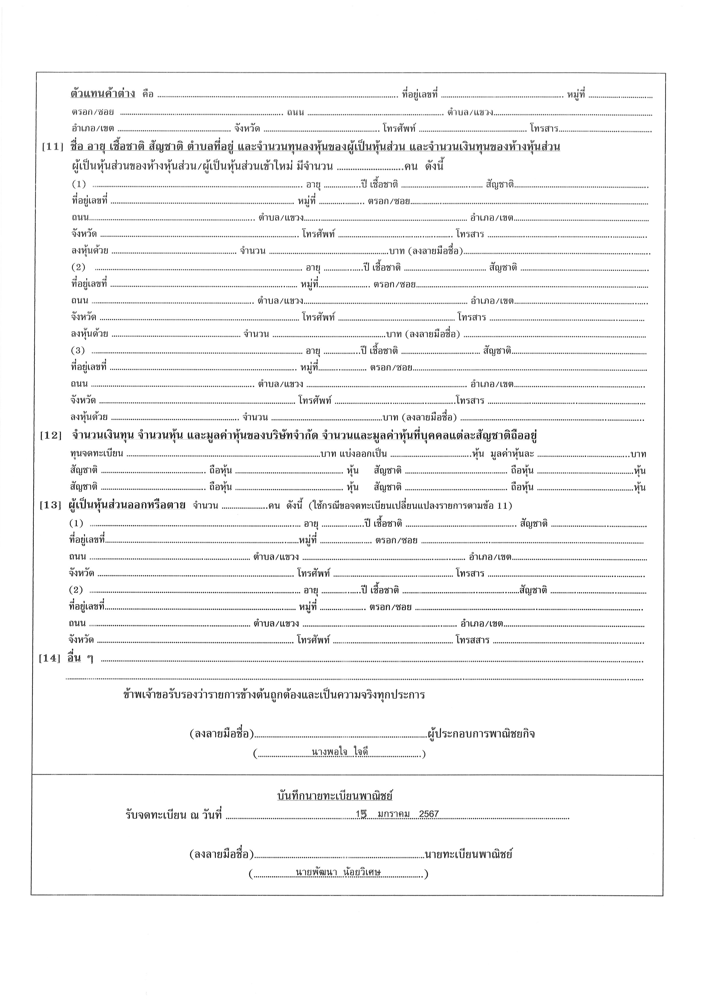 ตัวแทนค้าต่าง คือ ........................ ที่อยู่เลขที่ ........................ หมู่ที่ ........................
ตรอก/ซอย ........................ ถนน ........................ ตำบล/แขวง........................
อำเภอ/เขต ........................ จังหวัด ........................ โทรศัพท์ ........................ โทรสาร........................
[11] ชื่อ อายุ เชื้อชาติ สัญชาติ ตำบลที่อยู่ และจำนวนทุนลงหุ้นของผู้เป็นหุ้นส่วน และจำนวนเงินทุนของห้างหุ้นส่วน
ผู้เป็นหุ้นส่วนของห้างหุ้นส่วน/ผู้เป็นหุ้นส่วนเข้าใหม่ มีจำนวน ........................คน ดังนี้
(1) ........................ อายุ ............ปี เชื้อชาติ ........................ สัญชาติ........................
ที่อยู่เลขที่ ........................ หมู่ที่ ............ ตรอก/ซอย........................
ถนน........................ ตำบล/แขวง........................ อำเภอ/เขต........................
จังหวัด ........................ โทรศัพท์ ........................ โทรสาร ........................
ลงหุ้นด้วย ........................ จำนวน ........................บาท (ลงลายมือชื่อ)........................
(2) ........................ อายุ ............ปี เชื้อชาติ ........................ สัญชาติ ........................
ที่อยู่เลขที่ ........................ หมู่ที่............ ตรอก/ซอย........................
ถนน ........................ ตำบล/แขวง........................ อำเภอ/เขต........................
จังหวัด ........................ โทรศัพท์ ........................ โทรสาร ........................
ลงหุ้นด้วย ........................ จำนวน ........................บาท (ลงลายมือชื่อ) ........................
(3) ........................ อายุ ............ปี เชื้อชาติ ........................ สัญชาติ........................
ที่อยู่เลขที่ ........................ หมู่ที่............ ตรอก/ซอย........................
ถนน ........................ ตำบล/แขวง ........................ อำเภอ/เขต........................
จังหวัด ........................ โทรศัพท์ ........................โทรสาร ........................
ลงหุ้นด้วย ........................ จำนวน ........................บาท (ลงลายมือชื่อ) ........................
[12] จำนวนเงินทุน จำนวนหุ้น และมูลค่าหุ้นของบริษัทจำกัด จำนวนและมูลค่าหุ้นที่บุคคลแต่ละสัญชาติถืออยู่
ทุนจดทะเบียน ........................บาท แบ่งออกเป็น ........................หุ้น มูลค่าหุ้นละ ........................บาท
สัญชาติ ........................ ถือหุ้น ........................ หุ้น สัญชาติ ........................ ถือหุ้น ........................หุ้น
สัญชาติ ........................ ถือหุ้น ........................ หุ้น สัญชาติ ........................ ถือหุ้น ........................หุ้น
[13] ผู้เป็นหุ้นส่วนออกหรือตาย จำนวน ............คน ดังนี้ (ใช้กรณีขอจดทะเบียนเปลี่ยนแปลงรายการตามข้อ 11)
(1) ........................ อายุ ............ปี เชื้อชาติ ........................ สัญชาติ ........................
ที่อยู่เลขที่........................หมู่ที่ ............ ตรอก/ซอย ........................
ถนน ........................ ตำบล/แขวง ........................ อำเภอ/เขต........................
จังหวัด ........................ โทรศัพท์ ........................ โทรสาร ........................
(2) ........................ อายุ ............ปี เชื้อชาติ ........................สัญชาติ ........................
ที่อยู่เลขที่........................ หมู่ที่ ............ ตรอก/ซอย ........................
ถนน ........................ ตำบล/แขวง ........................ อำเภอ/เขต........................
จังหวัด ........................ โทรศัพท์ ........................ โทรสสาร ........................
[14] อื่น ๆ ........................
........................
ข้าพเจ้าขอรับรองว่ารายการข้างต้นถูกต้องและเป็นความจริงทุกประการ
(ลงลายมือชื่อ)........................ผู้ประกอบการพาณิชยกิจ
(............นางพอใจ ใจดี............)
บันทึกนายทะเบียนพาณิชย์
รับจดทะเบียน ณ วันที่ ............15 มกราคม 2567............
(ลงลายมือชื่อ)........................นายทะเบียนพาณิชย์
(............นายพัฒนา น้อยวิเศษ............)